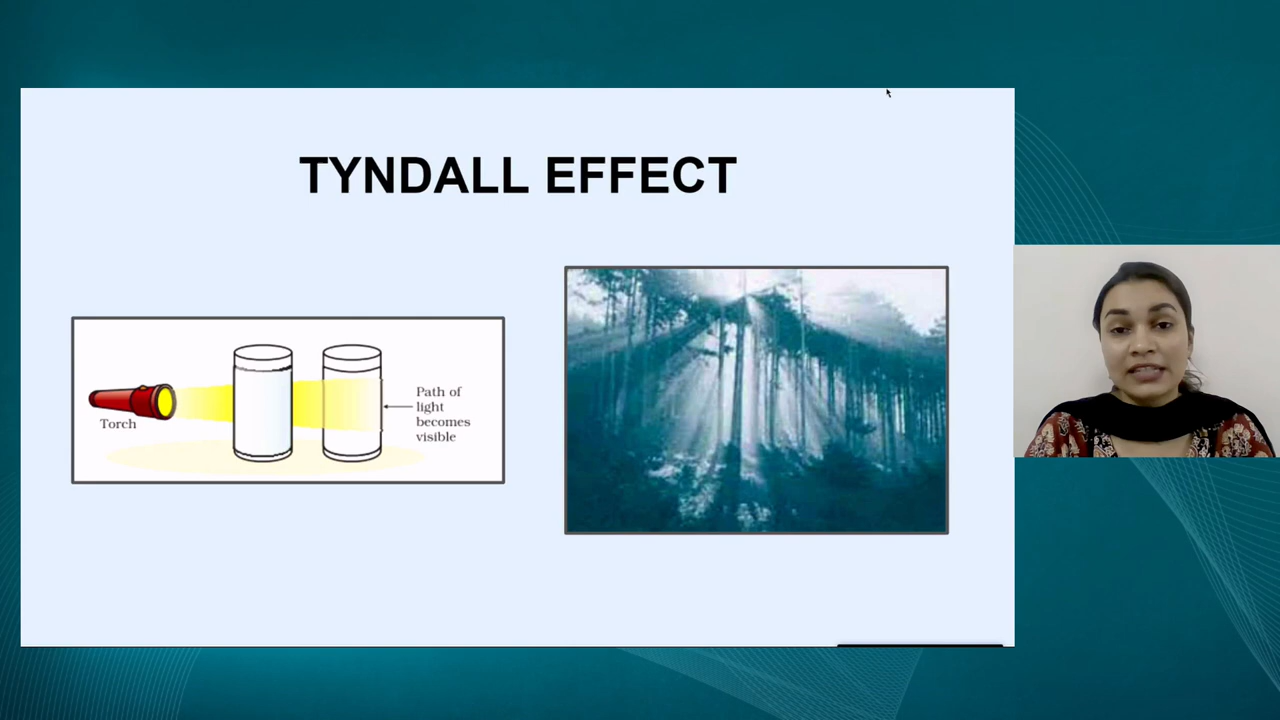 TYNDALL EFFECT
Torch
Path of
light
becomes
visible